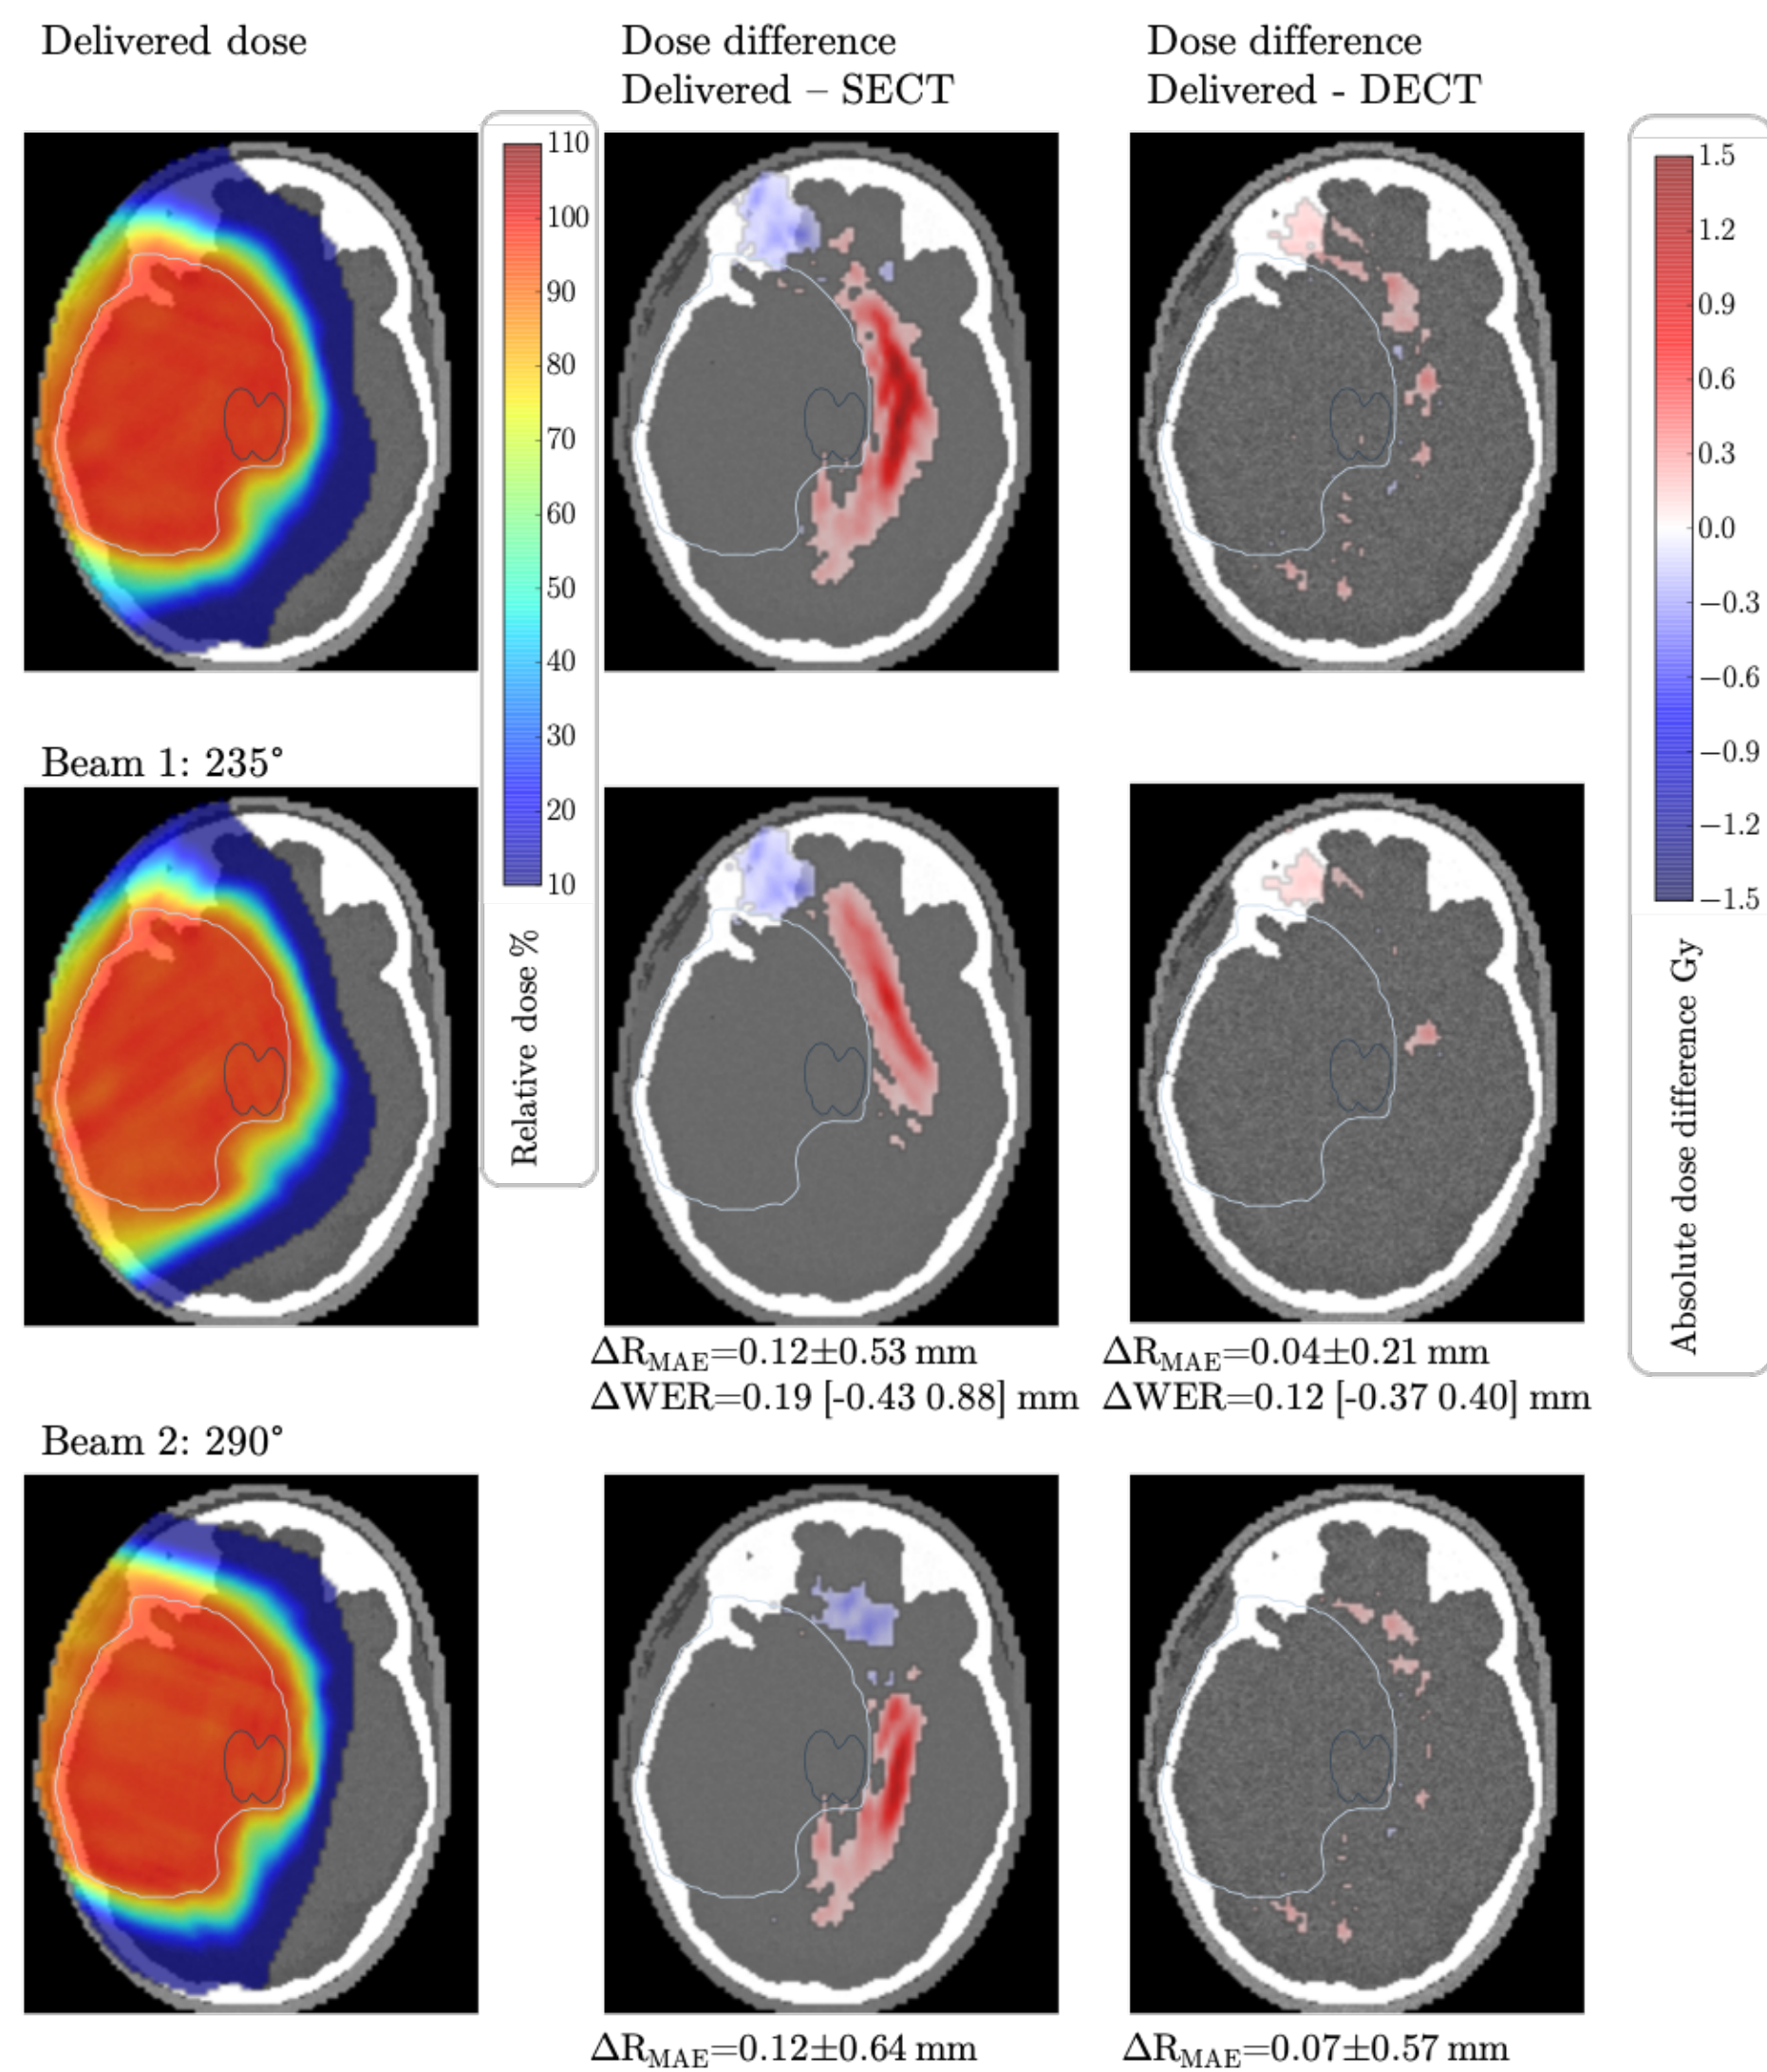 Delivered dose
Dose difference
Delivered – SECT
Dose difference
Delivered - DECT
110
100
90
80
70
60
50
40
30
20
10
Relative dose %
1.5
1.2
0.9
0.6
0.3
0.0
−0.3
−0.6
−0.9
−1.2
−1.5
Absolute dose difference Gy
Beam 1: 235°
ΔR_MAE=0.12±0.53 mm
ΔWER=0.19 [-0.43 0.88] mm
ΔR_MAE=0.04±0.21 mm
ΔWER=0.12 [-0.37 0.40] mm
Beam 2: 290°
ΔR_MAE=0.12±0.64 mm
ΔR_MAE=0.07±0.57 mm